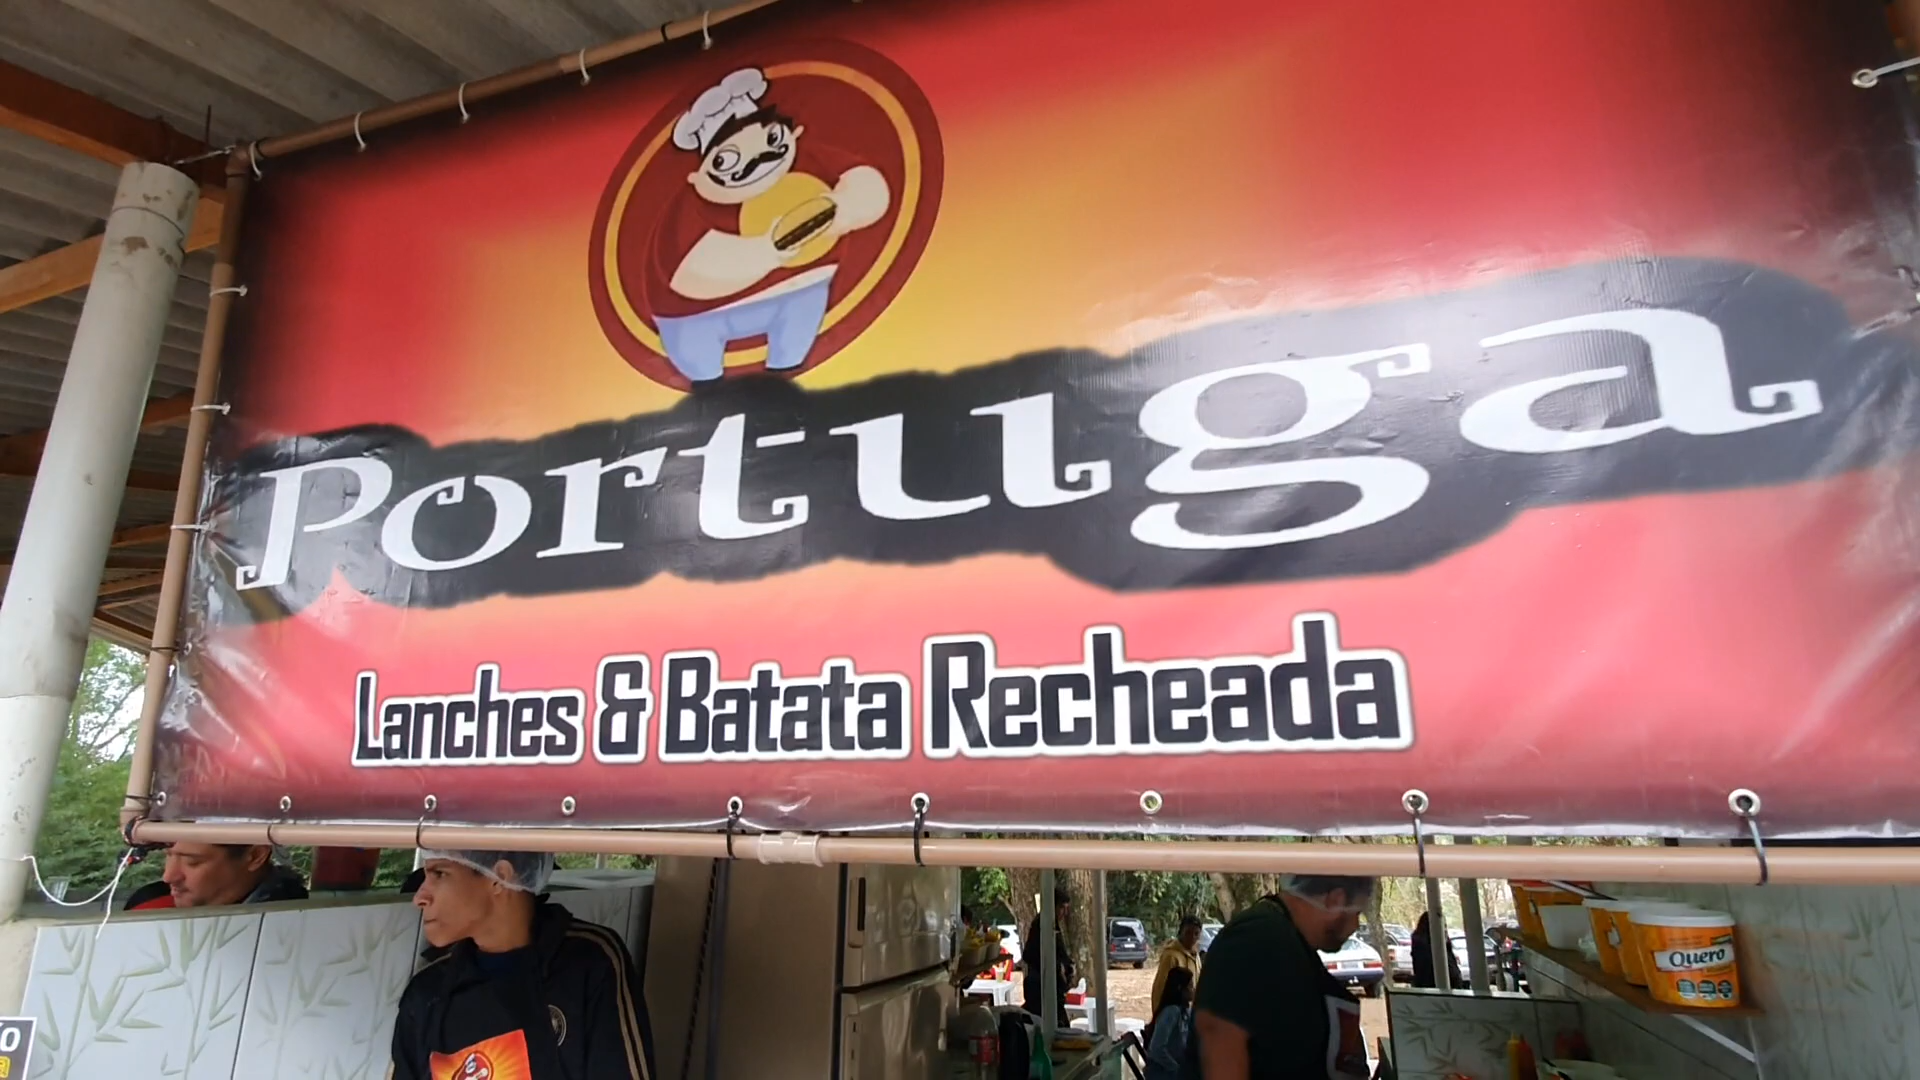 Portuga
Lanches & Batata Recheada
Quero